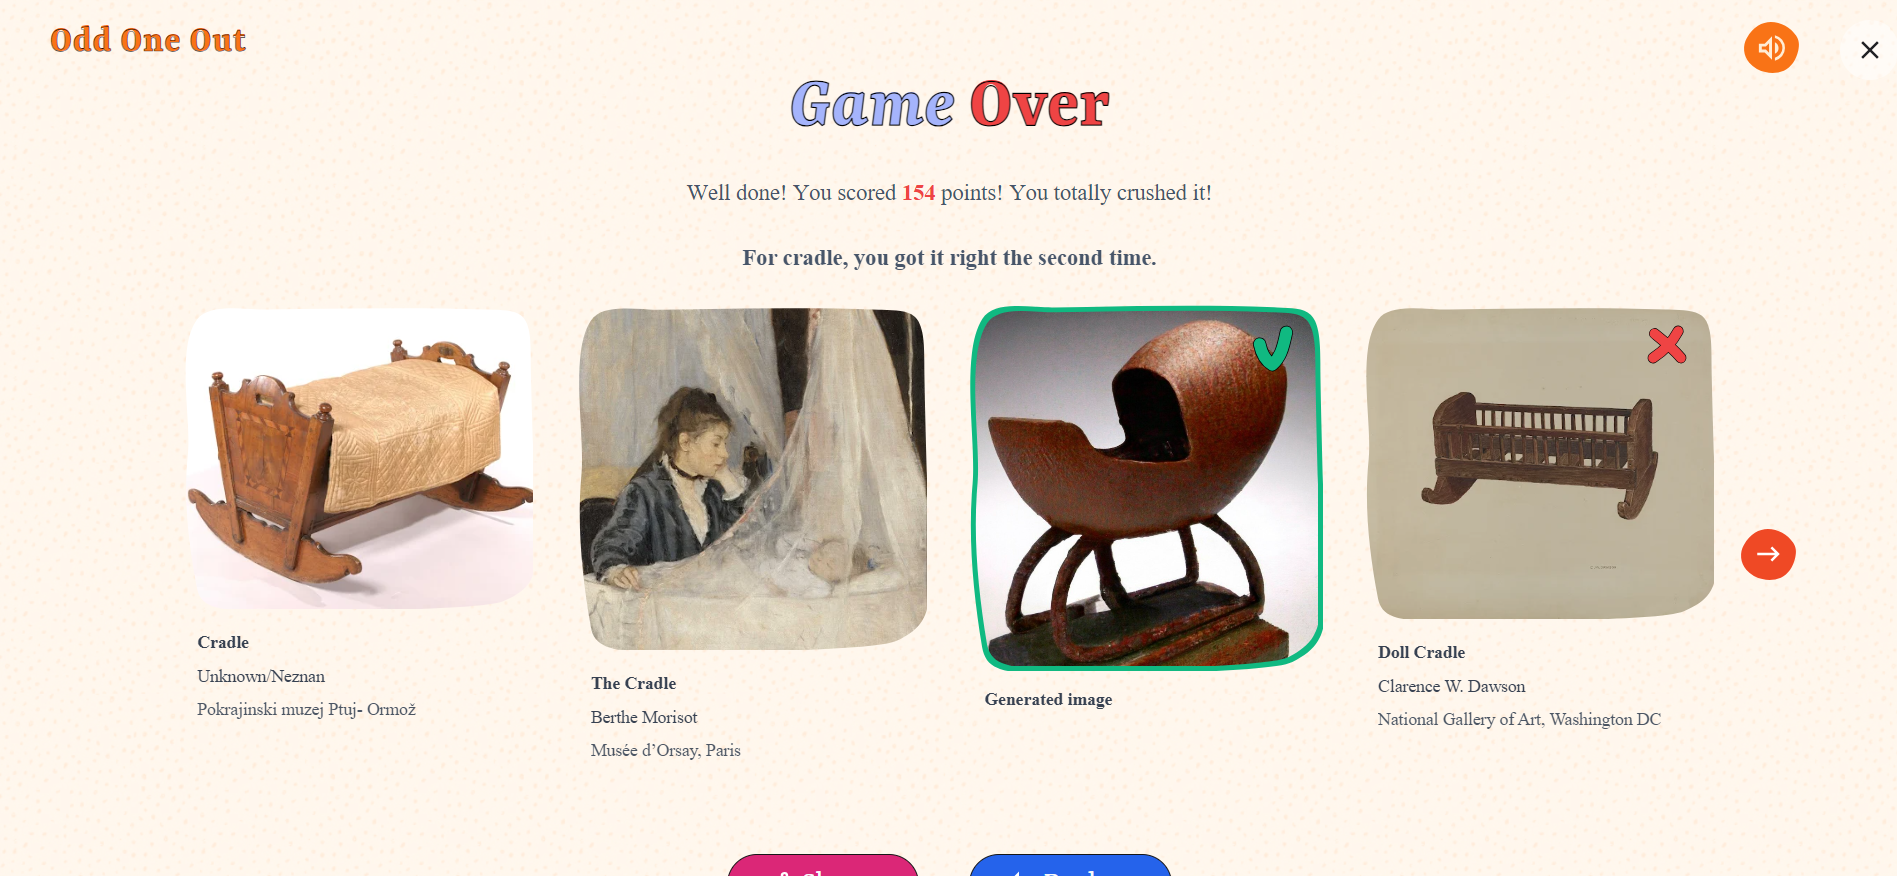 Odd One Out
Game Over
Well done! You scored 154 points! You totally crushed it!
For cradle, you got it right the second time.
Cradle
Unknown/Neznan
Pokrajinski muzej Ptuj- Ormož
The Cradle
Berthe Morisot
Musée d’Orsay, Paris
Generated image
Doll Cradle
Clarence W. Dawson
National Gallery of Art, Washington DC